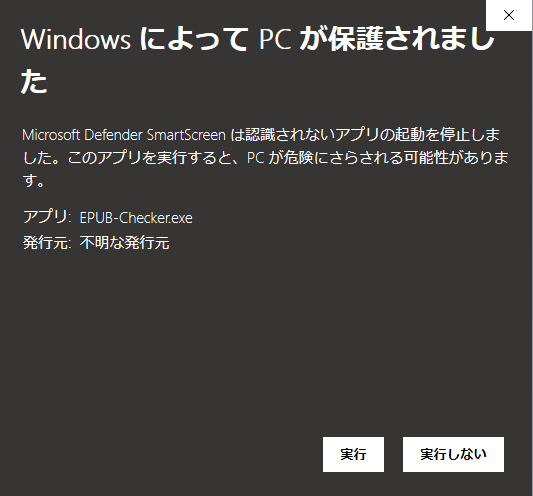 Windows によって PC が保護されまし
た
Microsoft Defender SmartScreen は認識されないアプリの起動を停止しま
した。このアプリを実行すると、PC が危険にさらされる可能性がありま
す。
アプリ: EPUB-Checker.exe
発行元: 不明な発行元
実行
実行しない